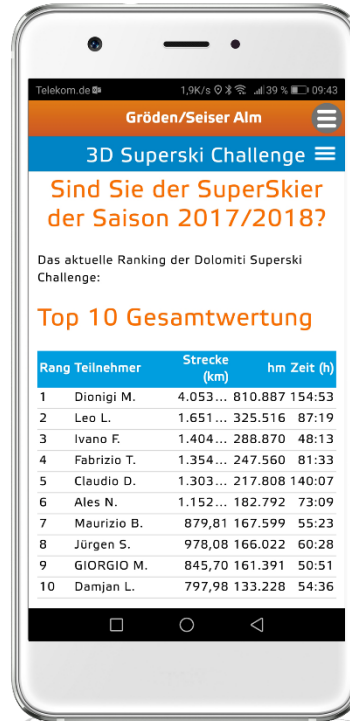 Telekom.de 1,9K/s 39 % 09:43
Gröden/Seiser Alm
3D Superski Challenge
Sind Sie der SuperSkier
der Saison 2017/2018?
Das aktuelle Ranking der Dolomiti Superski
Challenge:
Top 10 Gesamtwertung
Rang Teilnehmer Strecke (km) hm Zeit (h)
1 Dionigi M. 4.053... 810.887 154:53
2 Leo L. 1.651... 325.516 87:19
3 Ivano F. 1.404... 288.870 48:13
4 Fabrizio T. 1.354... 247.560 81:33
5 Claudio D. 1.303... 217.808 140:07
6 Ales N. 1.152... 182.792 73:09
7 Maurizio B. 879,81 167.599 55:23
8 Jürgen S. 978,08 166.022 60:28
9 GIORGIO M. 845,70 161.391 50:51
10 Damjan L. 797,98 133.228 54:36